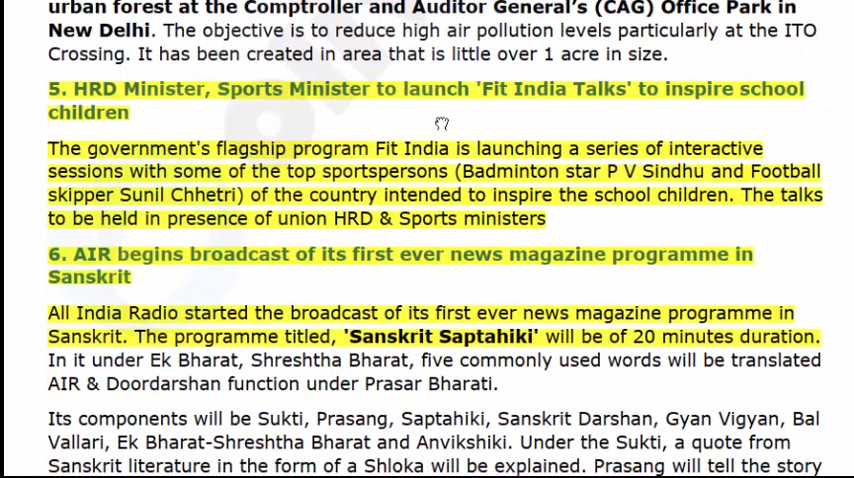 urban forest at the Comptroller and Auditor General's (CAG) Office Park in
New Delhi. The objective is to reduce high air pollution levels particularly at the ITO
Crossing. It has been created in area that is little over 1 acre in size.
5. HRD Minister, Sports Minister to launch 'Fit India Talks' to inspire school
children
The government's flagship program Fit India is launching a series of interactive
sessions with some of the top sportspersons (Badminton star P V Sindhu and Football
skipper Sunil Chhetri) of the country intended to inspire the school children. The talks
to be held in presence of union HRD & Sports ministers
6. AIR begins broadcast of its first ever news magazine programme in
Sanskrit
All India Radio started the broadcast of its first ever news magazine programme in
Sanskrit. The programme titled, 'Sanskrit Saptahiki' will be of 20 minutes duration.
In it under Ek Bharat, Shreshtha Bharat, five commonly used words will be translated
AIR & Doordarshan function under Prasar Bharati.
Its components will be Sukti, Prasang, Saptahiki, Sanskrit Darshan, Gyan Vigyan, Bal
Vallari, Ek Bharat-Shreshtha Bharat and Anvikshiki. Under the Sukti, a quote from
Sanskrit literature in the form of a Shloka will be explained. Prasang will tell the story